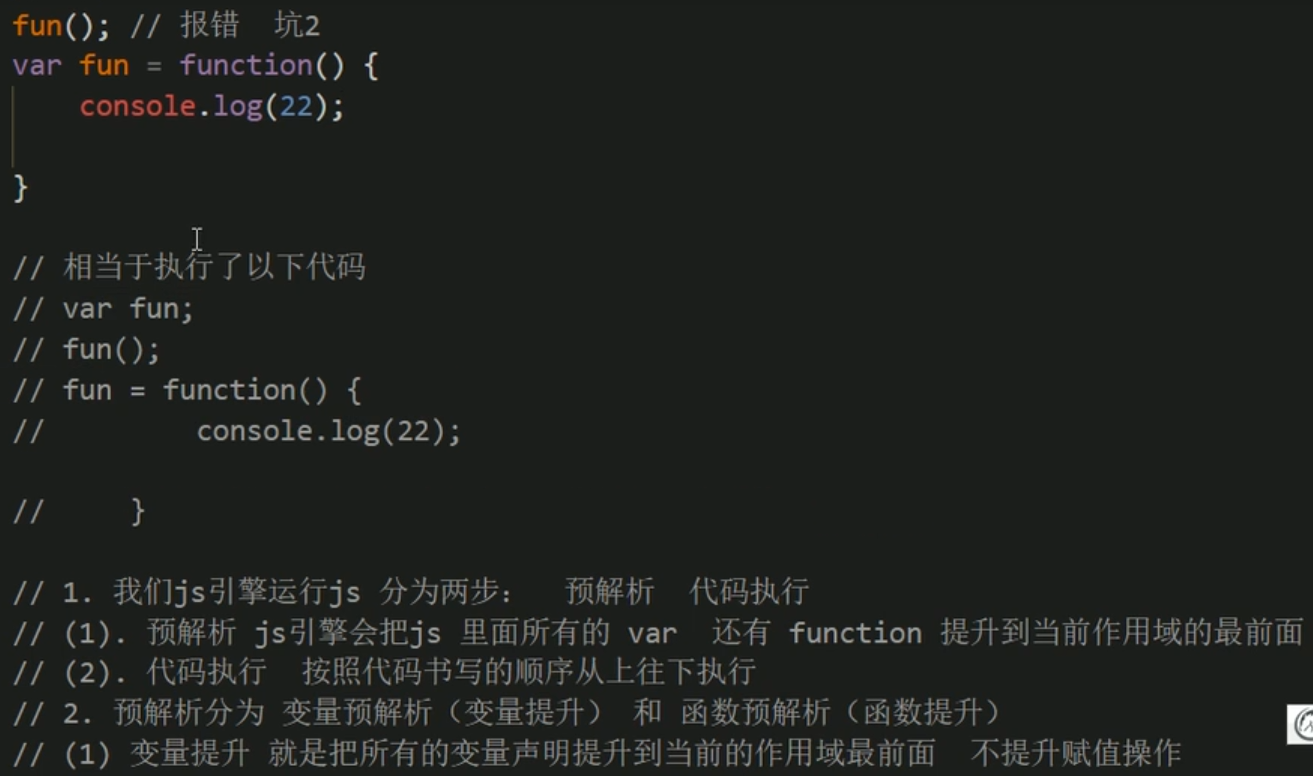 fun(); // 报错  坑2
var fun = function() {
    console.log(22);
}
// 相当于执行了以下代码
// var fun;
// fun();
// fun = function() {
//         console.log(22);
//     }
// 1. 我们js引擎运行js 分为两步：  预解析  代码执行
// (1). 预解析 js引擎会把js 里面所有的 var  还有 function 提升到当前作用域的最前面
// (2). 代码执行  按照代码书写的顺序从上往下执行
// 2. 预解析分为 变量预解析（变量提升） 和 函数预解析（函数提升）
// (1) 变量提升 就是把所有的变量声明提升到当前的作用域最前面  不提升赋值操作